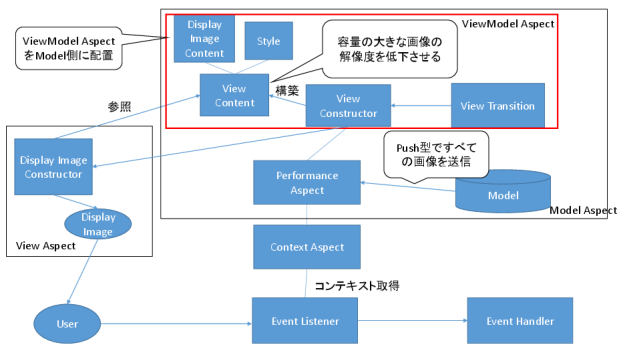 ViewModel Aspect
をModel側に配置
Display
Image
Content
Style
容量の大きな画像の
解像度を低下させる
ViewModel Aspect
View
Content
構築
View
Constructor
View Transition
参照
Display Image
Constructor
Push型ですべて
の画像を送信
Performance
Aspect
Model
Model Aspect
Display
Image
View Aspect
Context Aspect
コンテキスト取得
User
Event Listener
Event Handler